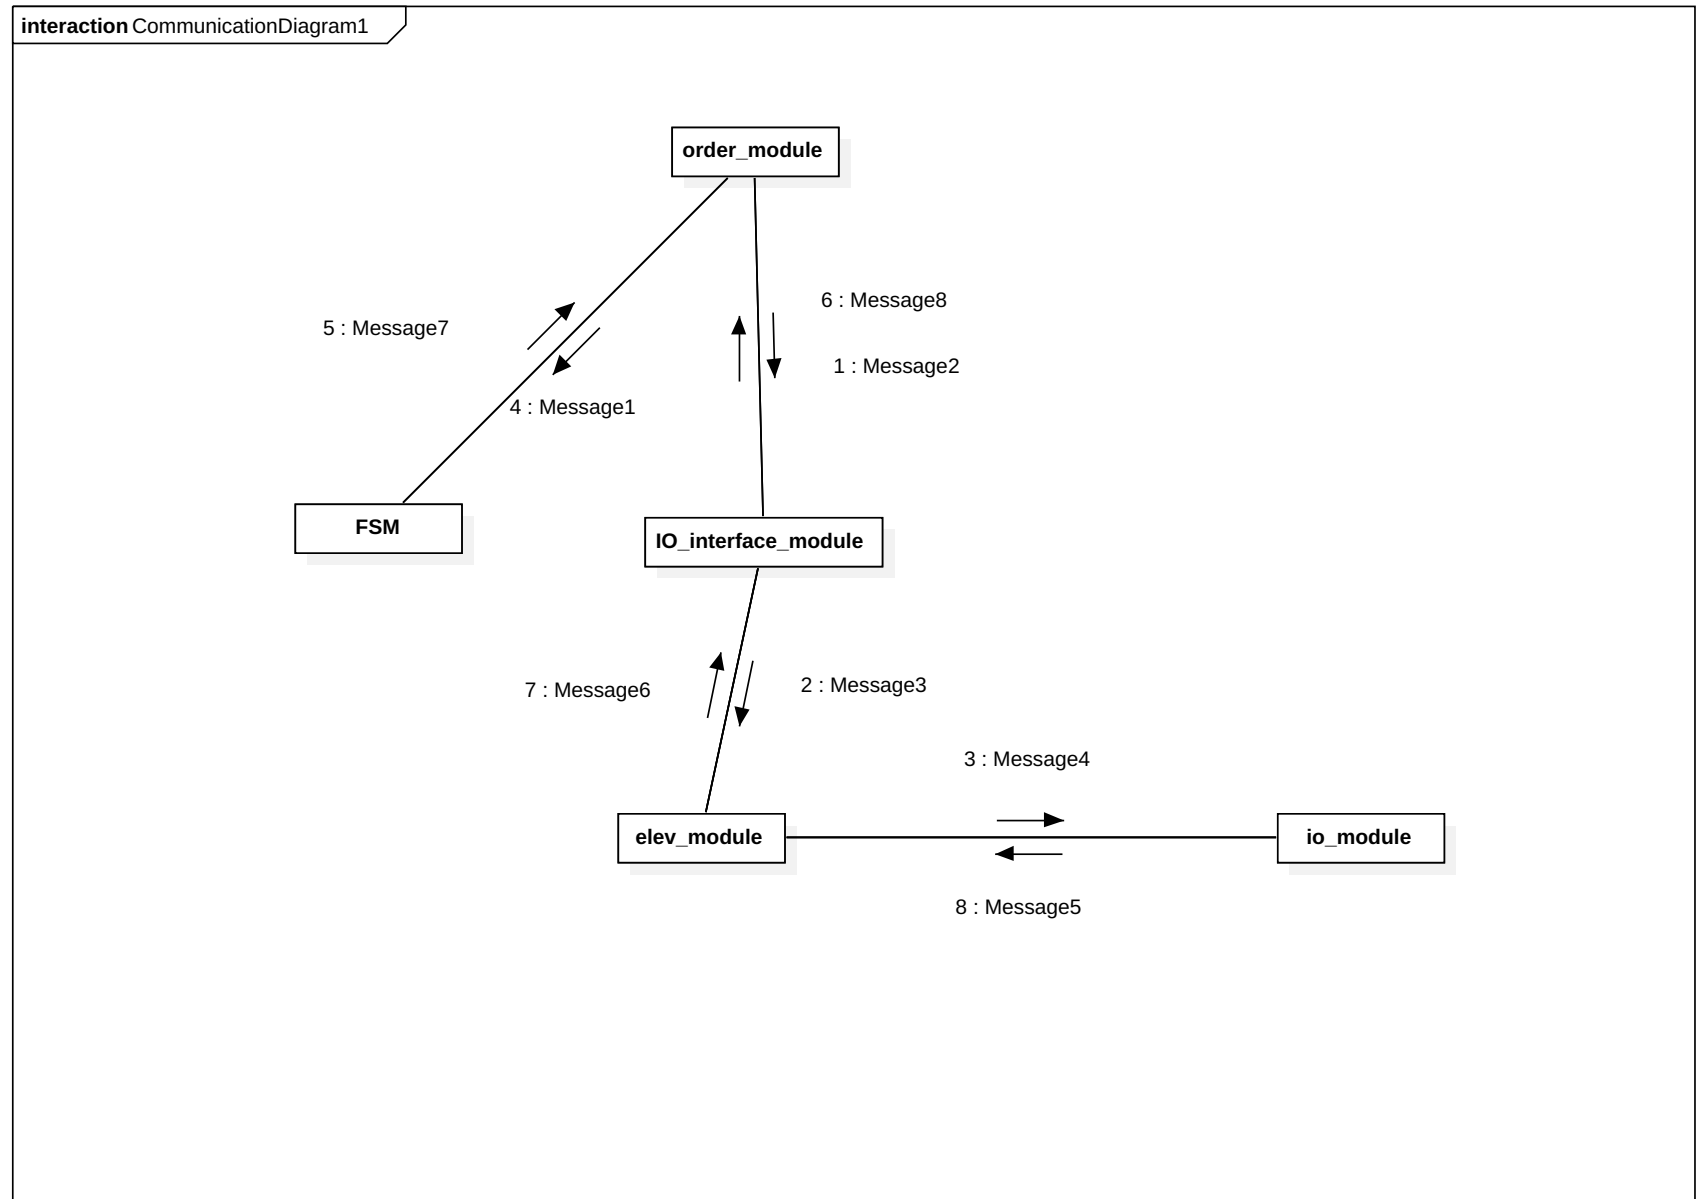 interaction CommunicationDiagram1
order_module
6 : Message8
5 : Message7
1 : Message2
4 : Message1
FSM
IO_interface_module
7 : Message6
2 : Message3
3 : Message4
elev_module
io_module
8 : Message5